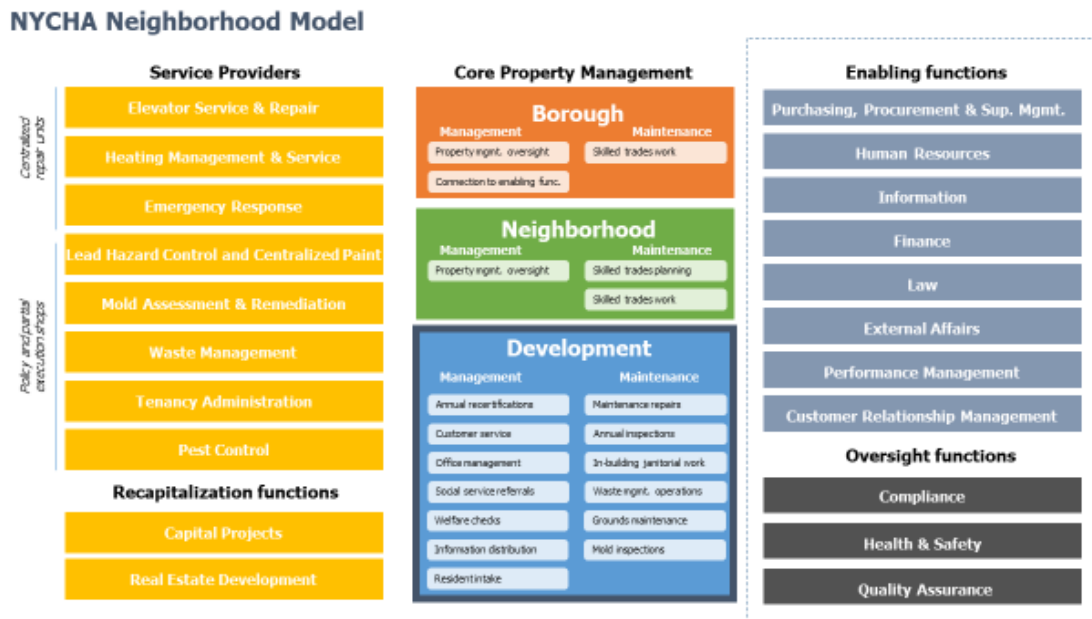 NYCHA Neighborhood Model
Service Providers
Centralized
repair units
Elevator Service & Repair
Heating Management & Service
Emergency Response
Policy and partial
execution shops
Lead Hazard Control and Centralized Paint
Mold Assessment & Remediation
Waste Management
Tenancy Administration
Pest Control
Recapitalization functions
Capital Projects
Real Estate Development
Core Property Management
Borough
Management
Maintenance
Property mgmt. oversight
Skilled trades work
Connection to enabling func.
Neighborhood
Management
Maintenance
Property mgmt. oversight
Skilled trades planning
Skilled trades work
Development
Management
Maintenance
Annual recertifications
Maintenance repairs
Customer service
Annual inspections
Office management
In-building janitorial work
Social service referrals
Waste mgmt. operations
Welfare checks
Grounds maintenance
Information distribution
Mold inspections
Resident intake
Enabling functions
Purchasing, Procurement & Sup. Mgmt.
Human Resources
Information
Finance
Law
External Affairs
Performance Management
Customer Relationship Management
Oversight functions
Compliance
Health & Safety
Quality Assurance